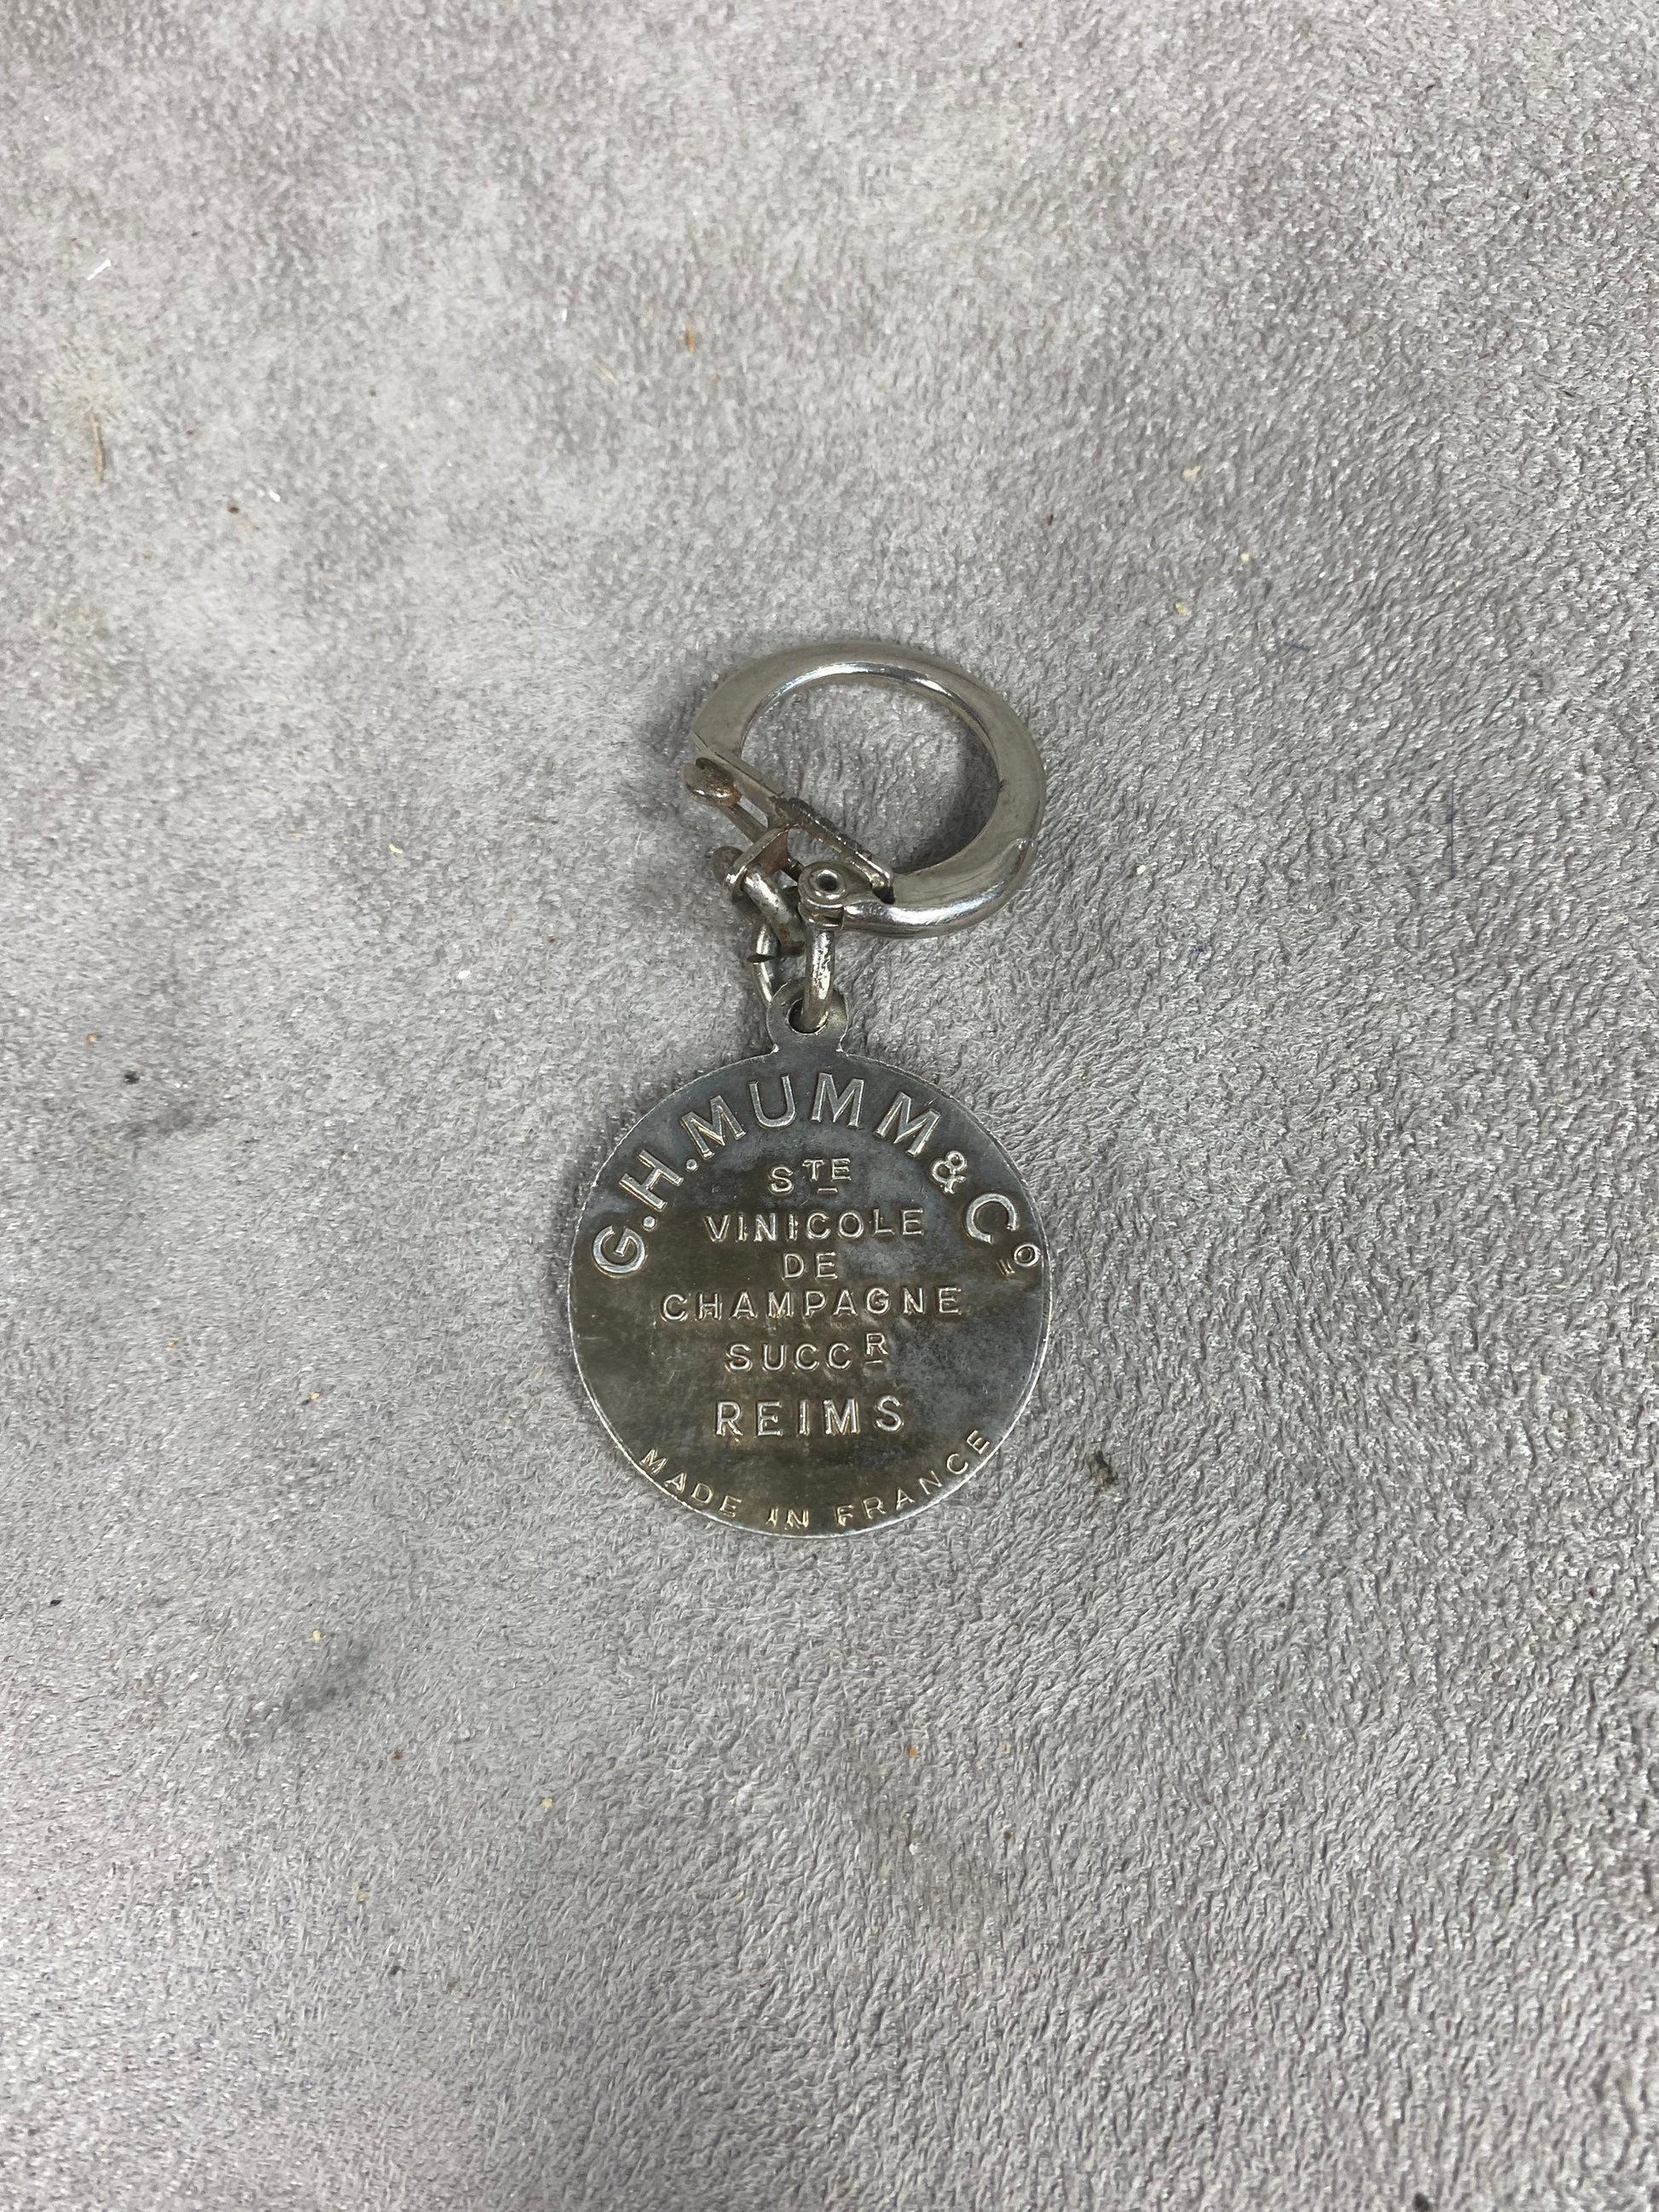 G.H.MUMM & Cº
STE
VINICOLE
DE
CHAMPAGNE
SUCCR
REIMS
MADE IN FRANCE